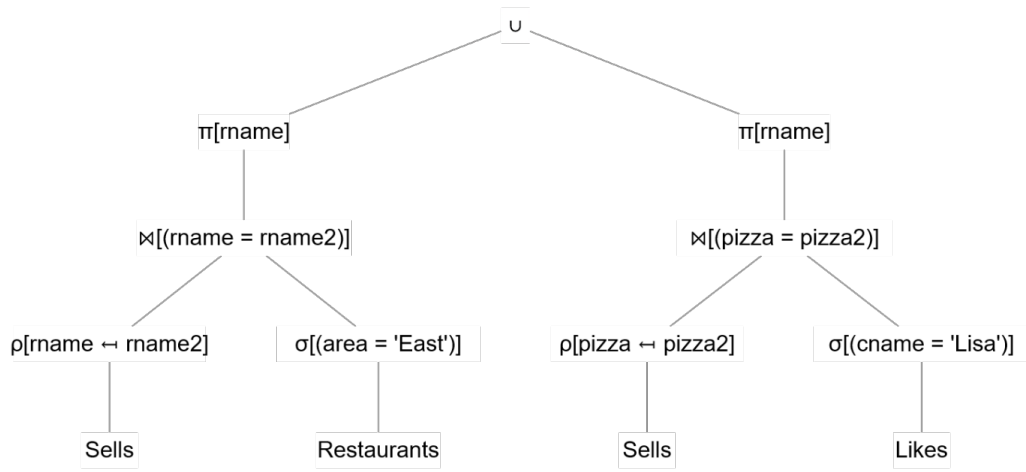 ∪
π[rname] π[rname]
⋈[(rname = rname2)] ⋈[(pizza = pizza2)]
ρ[rname ↤ rname2] σ[(area = 'East')] ρ[pizza ↤ pizza2] σ[(cname = 'Lisa')]
Sells Restaurants Sells Likes